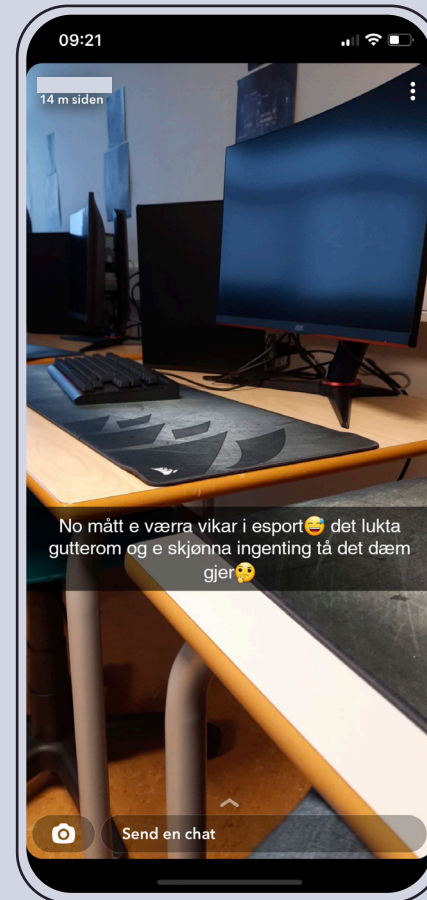 09:21
14 m siden
No mått e værra vikar i esport😅 det lukta
gutterom og e skjønna ingenting tå det dæm
gjer🤔
Send en chat